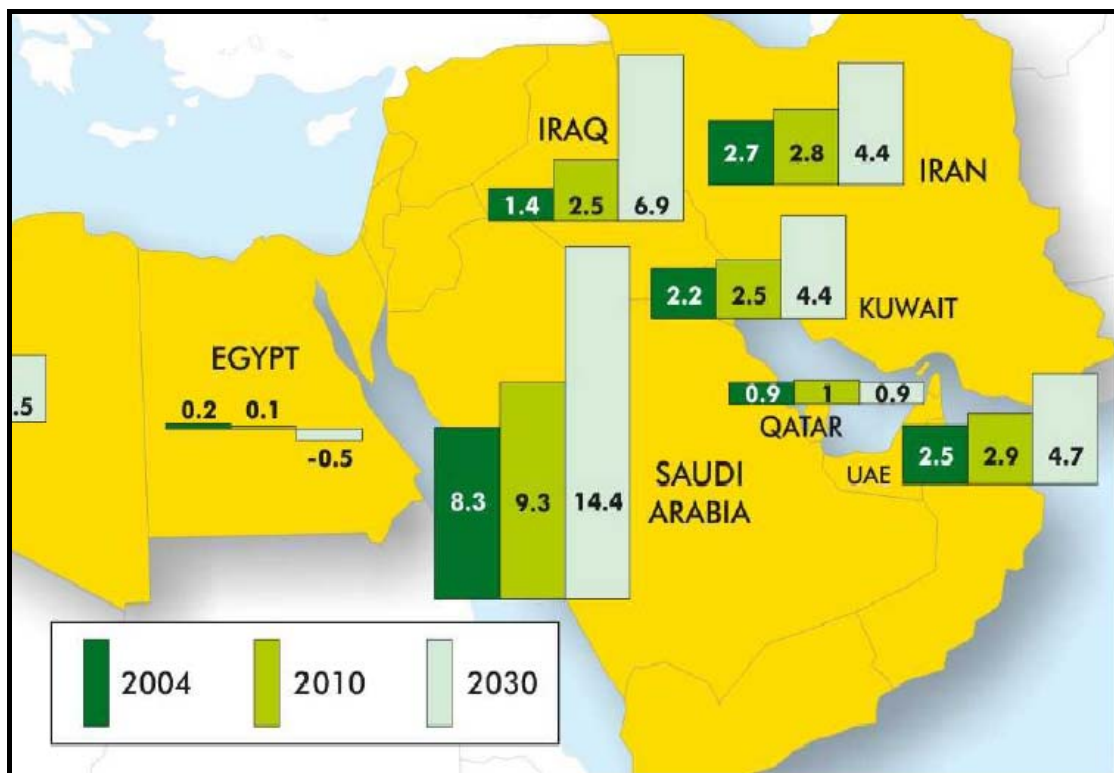 IRAQ
1.4 2.5 6.9
2.7 2.8 4.4
IRAN
2.2 2.5 4.4
KUWAIT
.5
EGYPT
0.2 0.1
-0.5
0.9 1 0.9
QATAR
2.5 2.9 4.7
UAE
8.3 9.3 14.4
SAUDI
ARABIA
2004 2010 2030